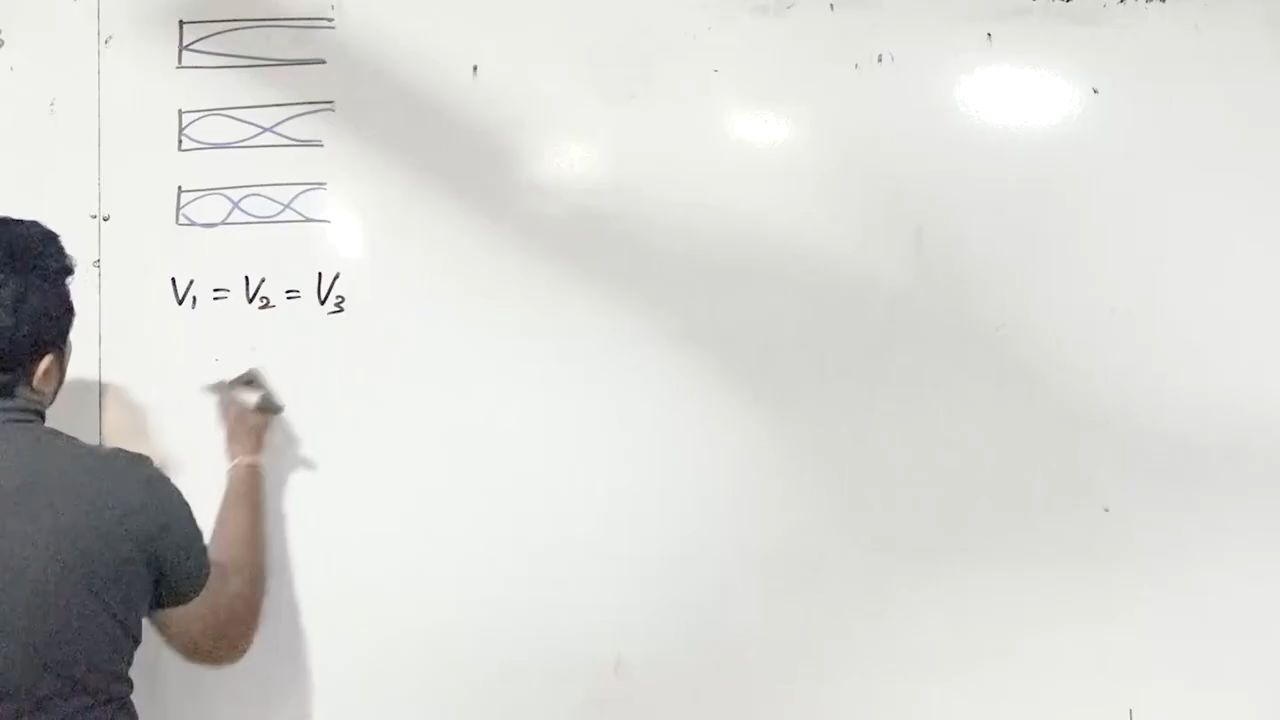 V₁ = V₂ = V₃